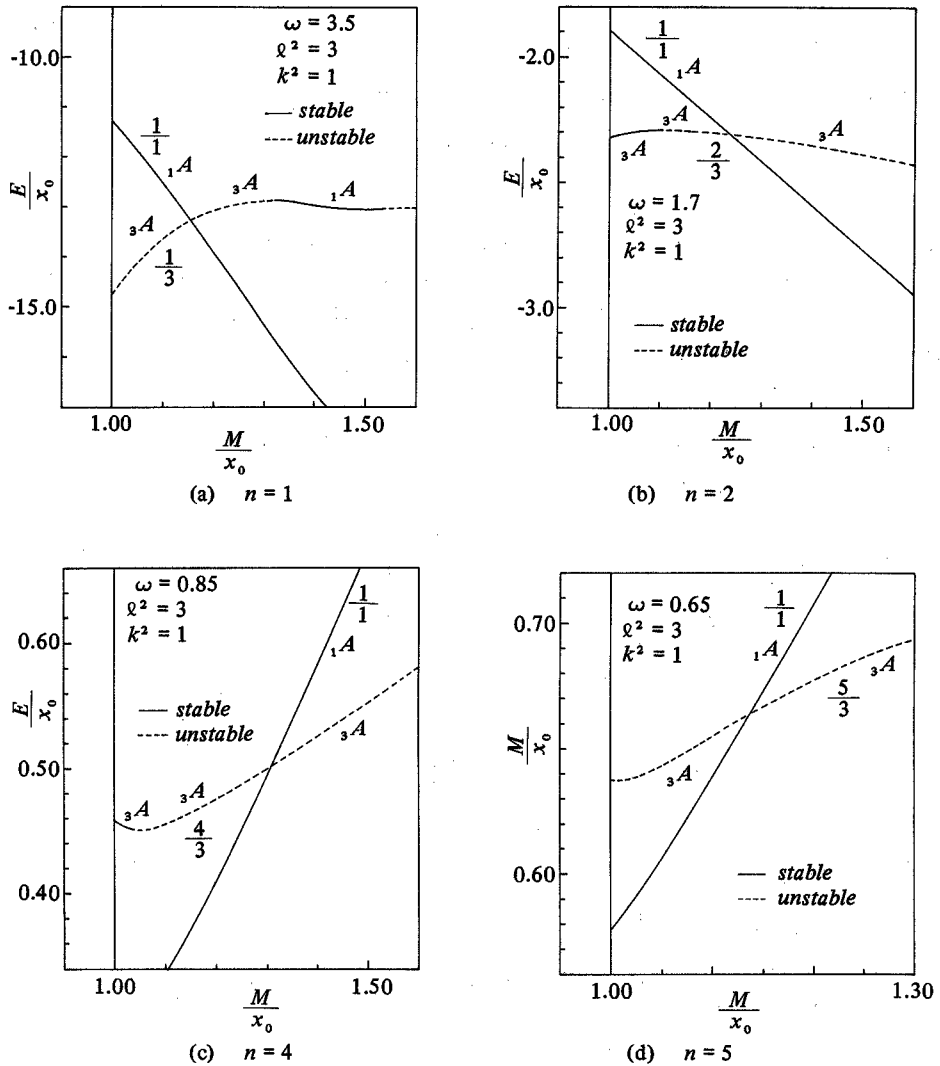 -10.0
-15.0
E
x₀
ω = 3.5
ℓ² = 3
k² = 1
stable
unstable
1
1
₁A
₃A
₃A
₁A
1
3
1.00
1.50
M
x₀
(a) n = 1
-2.0
-3.0
E
x₀
1
1
₁A
₃A
₃A
₃A
2
3
ω = 1.7
ℓ² = 3
k² = 1
stable
unstable
1.00
1.50
M
x₀
(b) n = 2
0.60
0.50
0.40
E
x₀
ω = 0.85
ℓ² = 3
k² = 1
1
1
₁A
stable
unstable
₃A
₃A
₃A
4
3
1.00
1.50
M
x₀
(c) n = 4
0.70
0.60
M
x₀
ω = 0.65
ℓ² = 3
k² = 1
1
1
₁A
₃A
5
3
₃A
stable
unstable
1.00
1.30
M
x₀
(d) n = 5